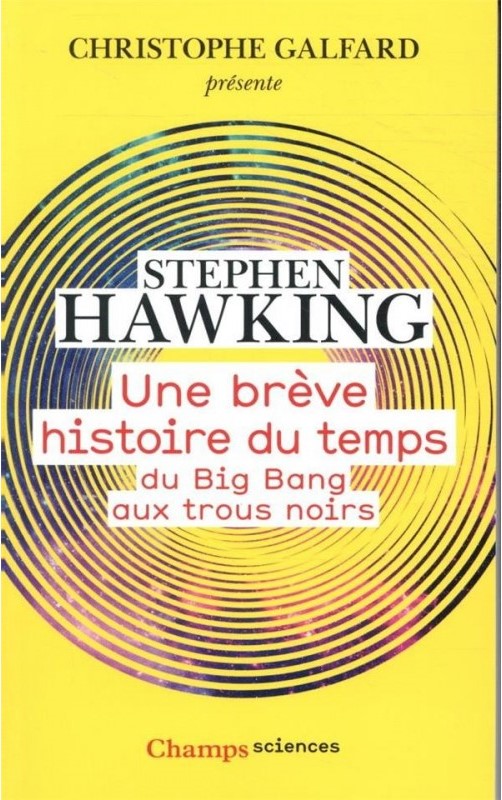 CHRISTOPHE GALFARD
présente
STEPHEN
HAWKING
Une brève
histoire du temps
du Big Bang
aux trous noirs
Champs sciences